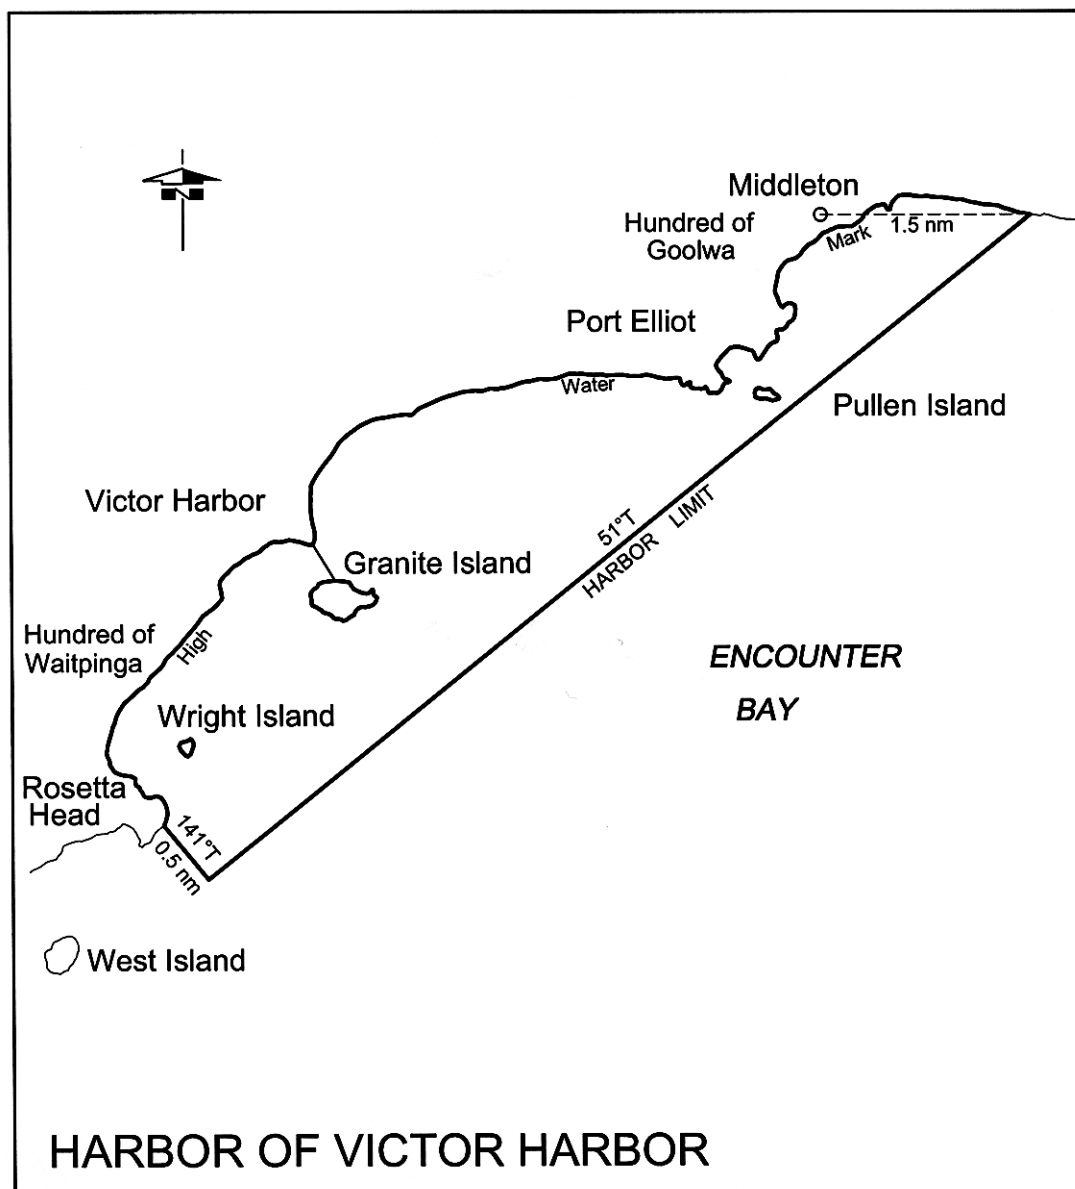 N
Middleton
Hundred of
Goolwa
Mark
1.5 nm
Port Elliot
Water
Pullen Island
Victor Harbor
51°T
HARBOR LIMIT
Granite Island
Hundred of
Waitpinga
High
ENCOUNTER
BAY
Wright Island
Rosetta
Head
141°T
0.5 nm
West Island
HARBOR OF VICTOR HARBOR